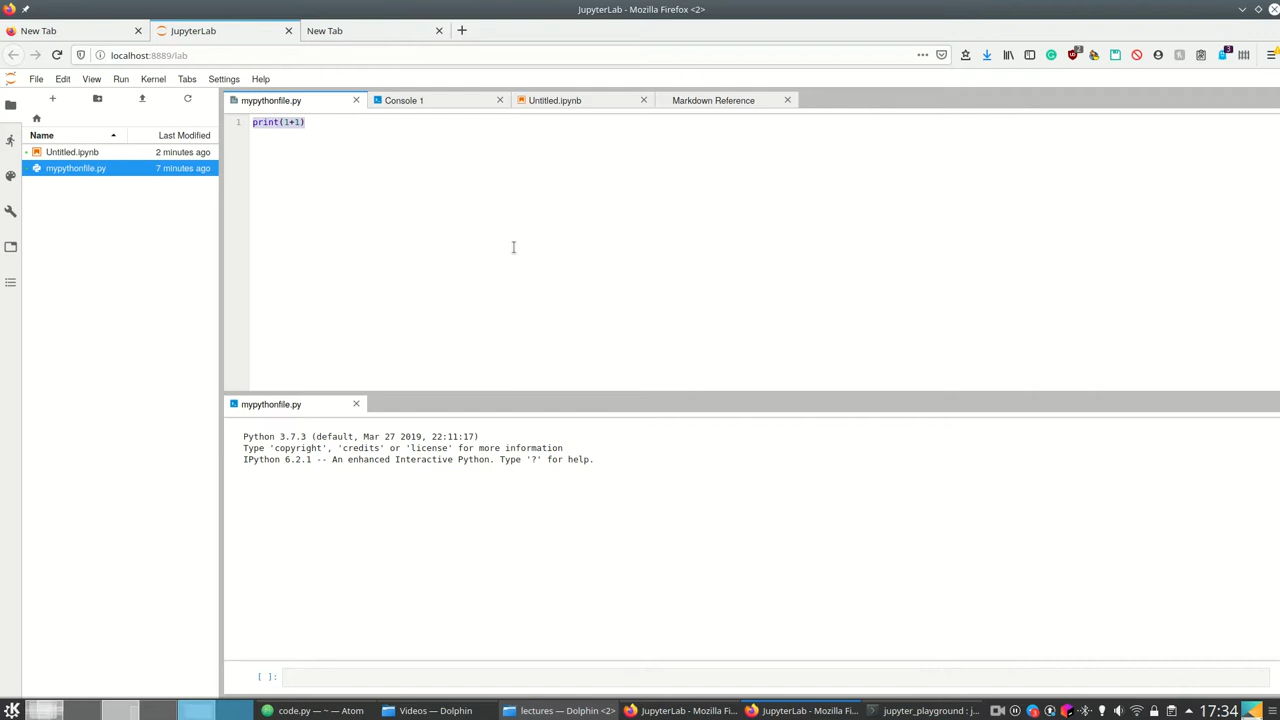 JupyterLab - Mozilla Firefox <2>
New Tab
JupyterLab
New Tab
localhost:8889/lab
2
3
File Edit View Run Kernel Tabs Settings Help
mypythonfile.py
Console 1
Untitled.ipynb
Markdown Reference
Name Last Modified
Untitled.ipynb 2 minutes ago
mypythonfile.py 7 minutes ago
1 print(1+1)
mypythonfile.py
Python 3.7.3 (default, Mar 27 2019, 22:11:17)
Type 'copyright', 'credits' or 'license' for more information
IPython 6.2.1 -- An enhanced Interactive Python. Type '?' for help.
[ ]:
code.py — ~ — Atom
Videos — Dolphin
lectures — Dolphin <2>
JupyterLab - Mozilla Fi...
JupyterLab - Mozilla Fi...
jupyter_playground : j...
17:34